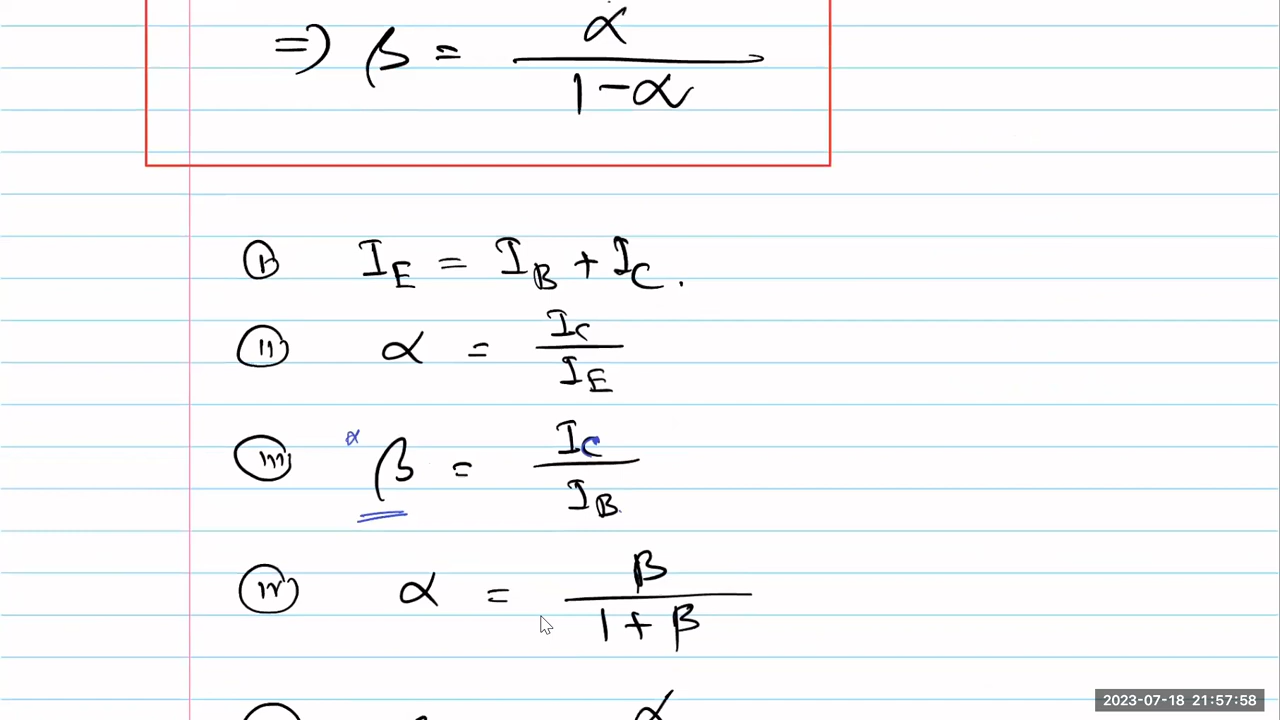 => β = α / (1 - α)
(i) I_E = I_B + I_C.
(ii) α = I_C / I_E
(iii) α β = I_C / I_B
(iv) α = β / (1 + β)
α
2023-07-18 21:57:58